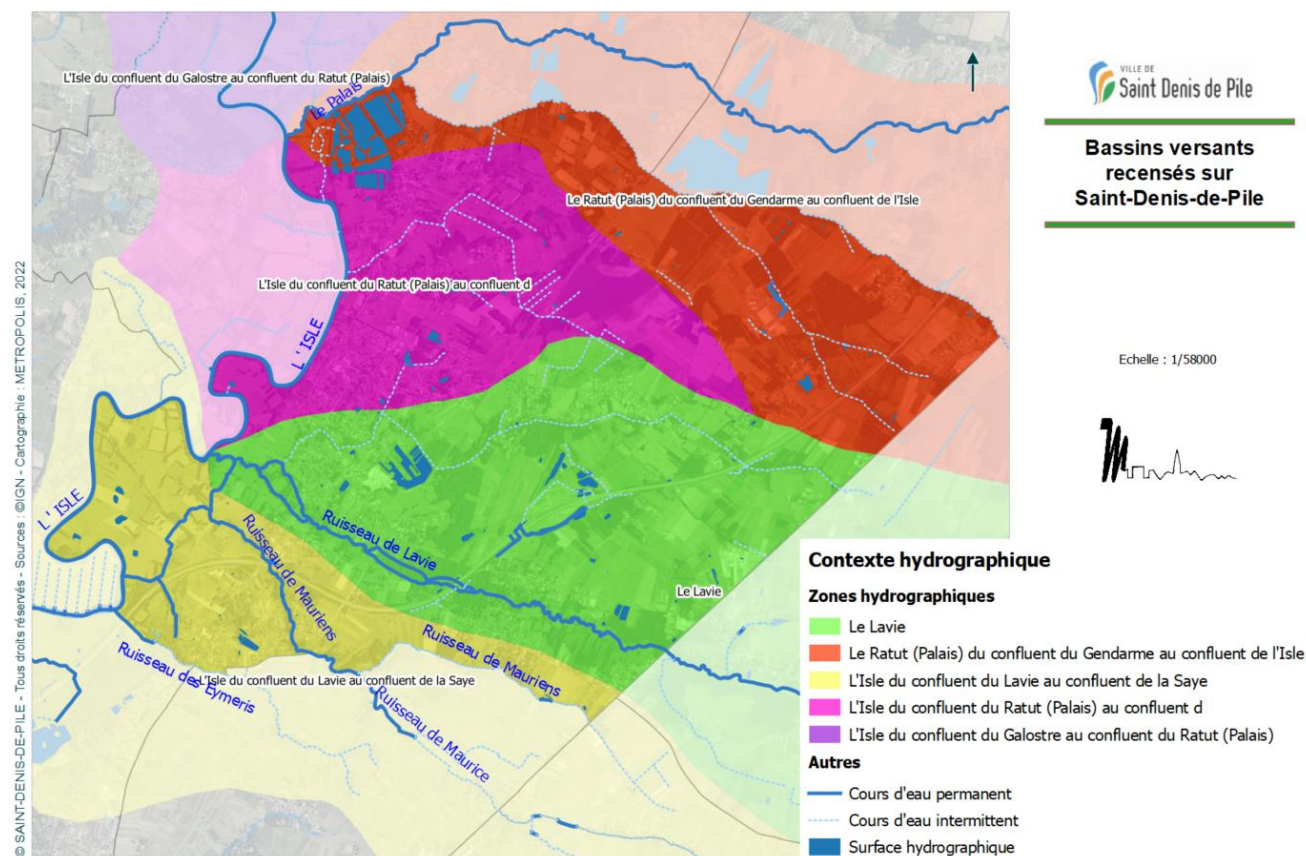 L'Isle du confluent du Galostre au confluent du Ratut (Palais)
Le Palais
Le Ratut (Palais) du confluent du Gendarme au confluent de l'Isle
L'Isle du confluent du Ratut (Palais) au confluent d
L'ISLE
L'ISLE
Ruisseau de Lavie
Ruisseau de Mauriens
Le Lavie
Ruisseau de Mauriens
Ruisseau des Eymeris
L'Isle du confluent du Lavie au confluent de la Saye
Ruisseau de Maurice
© SAINT-DENIS-DE-PILE - Tous droits réservés - Sources : ©IGN - Cartographie : METROPOLIS, 2022
VILLE DE
Saint Denis de Pile
Bassins versants
recensés sur
Saint-Denis-de-Pile
Echelle : 1/58000
Contexte hydrographique
Zones hydrographiques
Le Lavie
Le Ratut (Palais) du confluent du Gendarme au confluent de l'Isle
L'Isle du confluent du Lavie au confluent de la Saye
L'Isle du confluent du Ratut (Palais) au confluent d
L'Isle du confluent du Galostre au confluent du Ratut (Palais)
Autres
Cours d'eau permanent
Cours d'eau intermittent
Surface hydrographique